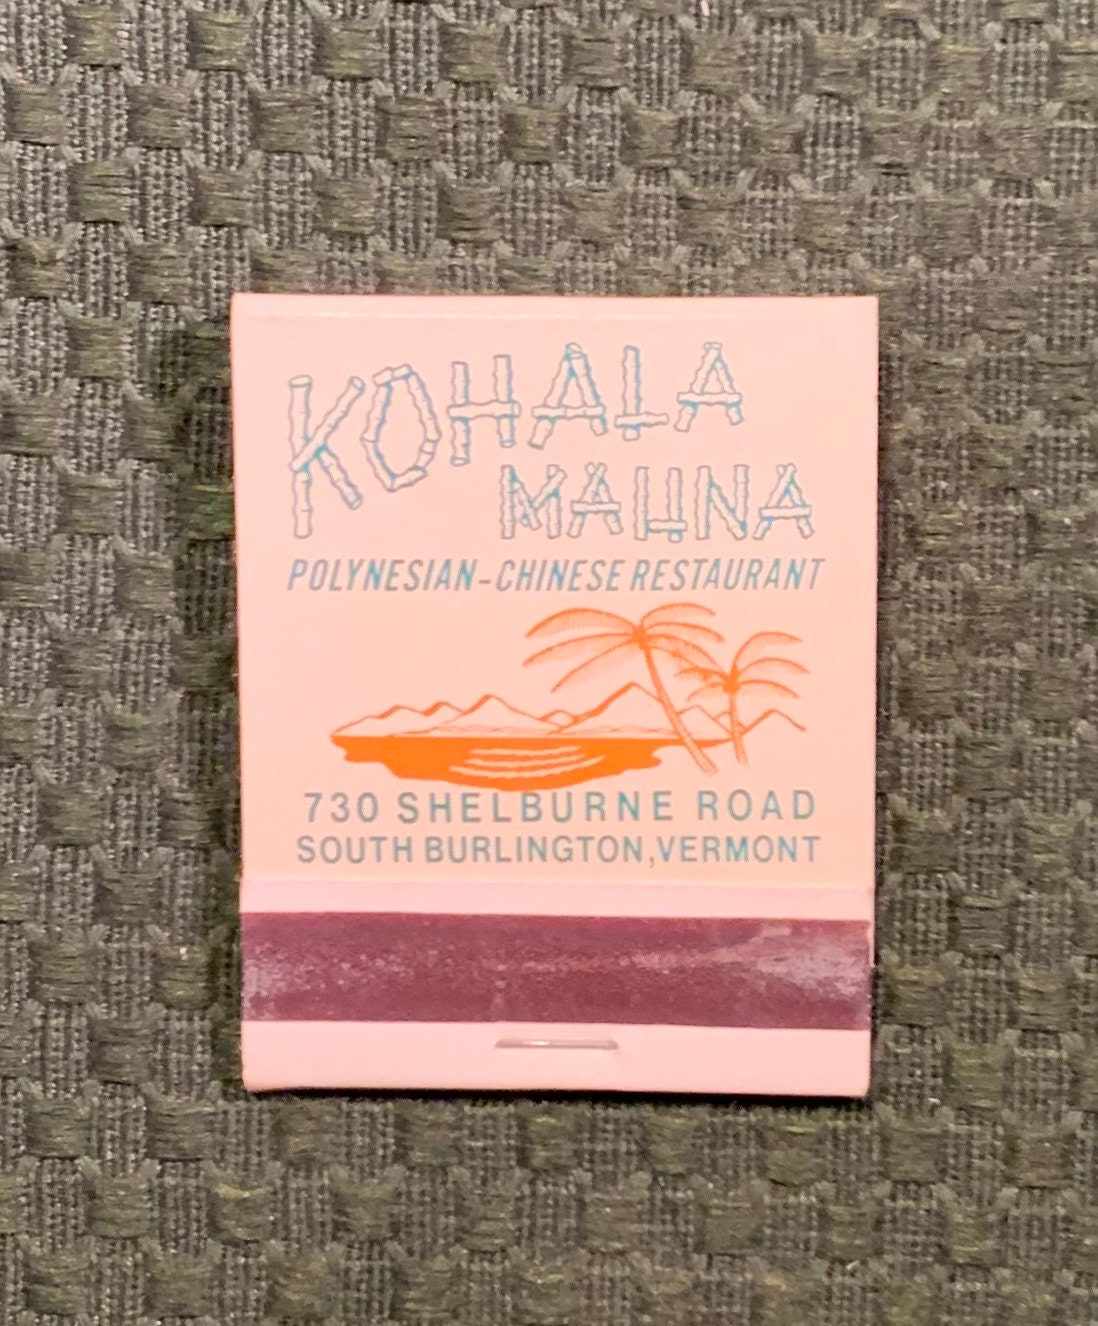 KOHALA
MAUNA
POLYNESIAN-CHINESE RESTAURANT
730 SHELBURNE ROAD
SOUTH BURLINGTON, VERMONT